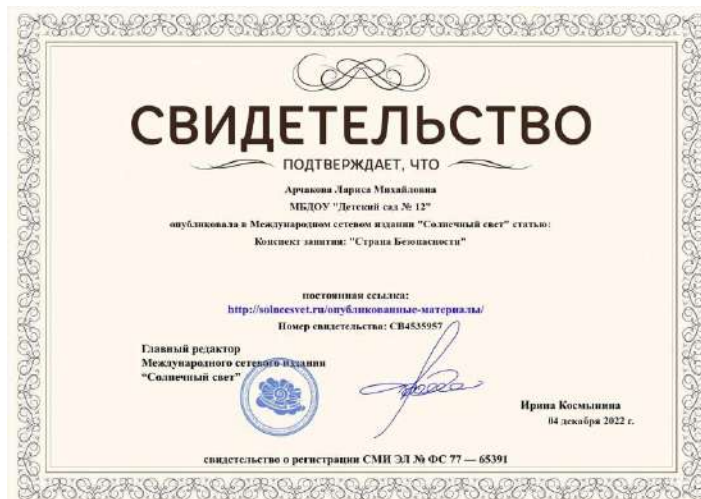 СВИДЕТЕЛЬСТВО
ПОДТВЕРЖДАЕТ, ЧТО
Арчакова Лариса Михайловна
МБДОУ "Детский сад № 12"
опубликовала в Международном сетевом издании "Солнечный свет" статью:
Конспект занятия: "Страна Безопасности"
постоянная ссылка:
http://solncesvet.ru/опубликованные-материалы/
Номер свидетельства: СВ4535957
Главный редактор
Международного сетевого издания
“Солнечный свет”
Ирина Космынина
04 декабря 2022 г.
свидетельство о регистрации СМИ ЭЛ № ФС 77 — 65391